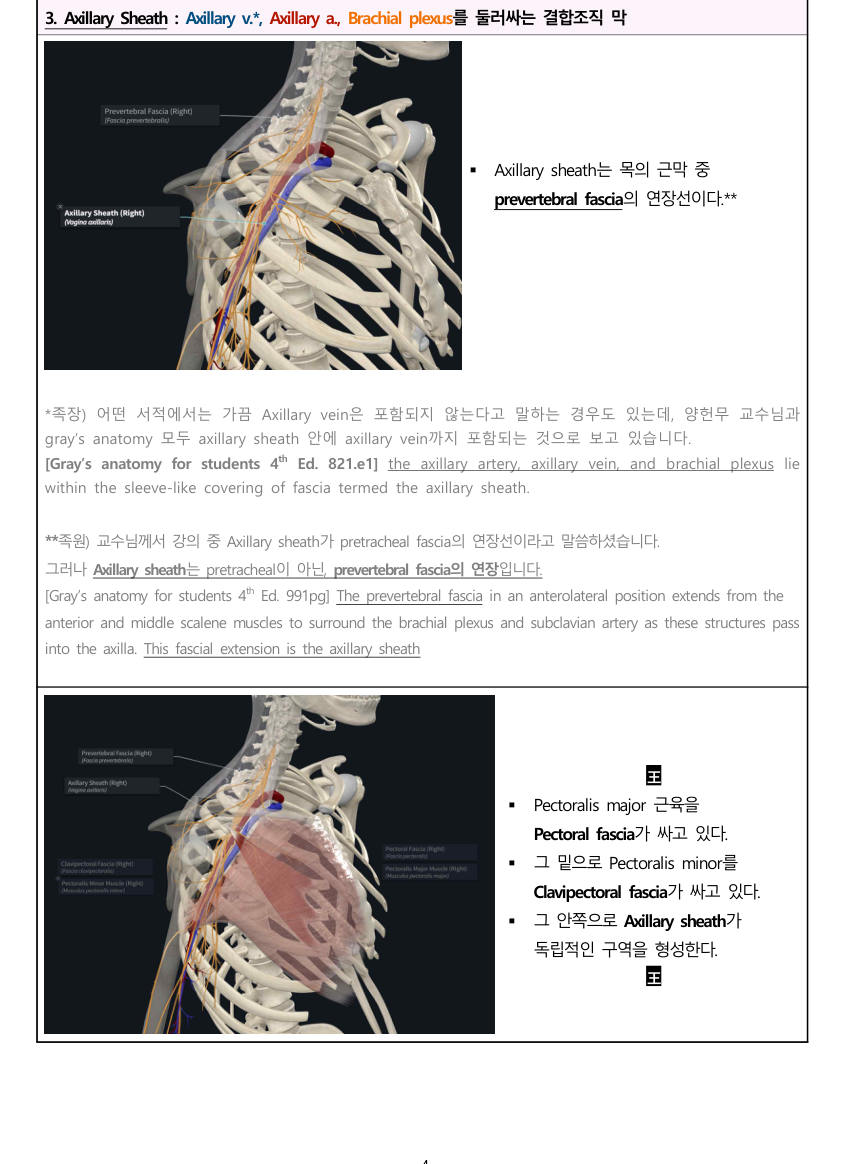 3. Axillary Sheath : Axillary v.*, Axillary a., Brachial plexus를 둘러싸는 결합조직 막
Prevertebral Fascia (Right)
(Fascia prevertebralis)
Axillary Sheath (Right)
(Vagina axillaris)
▪ Axillary sheath는 목의 근막 중
prevertebral fascia의 연장선이다.**
*족장) 어떤 서적에서는 가끔 Axillary vein은 포함되지 않는다고 말하는 경우도 있는데, 양헌무 교수님과
gray's anatomy 모두 axillary sheath 안에 axillary vein까지 포함되는 것으로 보고 있습니다.
[Gray's anatomy for students 4th Ed. 821.e1] the axillary artery, axillary vein, and brachial plexus lie
within the sleeve-like covering of fascia termed the axillary sheath.
**족원) 교수님께서 강의 중 Axillary sheath가 pretracheal fascia의 연장선이라고 말씀하셨습니다.
그러나 Axillary sheath는 pretracheal이 아닌, prevertebral fascia의 연장입니다.
[Gray's anatomy for students 4th Ed. 991pg] The prevertebral fascia in an anterolateral position extends from the
anterior and middle scalene muscles to surround the brachial plexus and subclavian artery as these structures pass
into the axilla. This fascial extension is the axillary sheath
Prevertebral Fascia (Right)
(Fascia prevertebralis)
Axillary Sheath (Right)
(Vagina axillaris)
Clavipectoral Fascia (Right)
(Fascia clavipectoralis)
Pectoralis Minor Muscle (Right)
(Musculus pectoralis minor)
Pectoral Fascia (Right)
(Fascia pectoralis)
Pectoralis Major Muscle (Right)
(Musculus pectoralis major)
王
▪ Pectoralis major 근육을
Pectoral fascia가 싸고 있다.
▪ 그 밑으로 Pectoralis minor를
Clavipectoral fascia가 싸고 있다.
▪ 그 안쪽으로 Axillary sheath가
독립적인 구역을 형성한다.
王